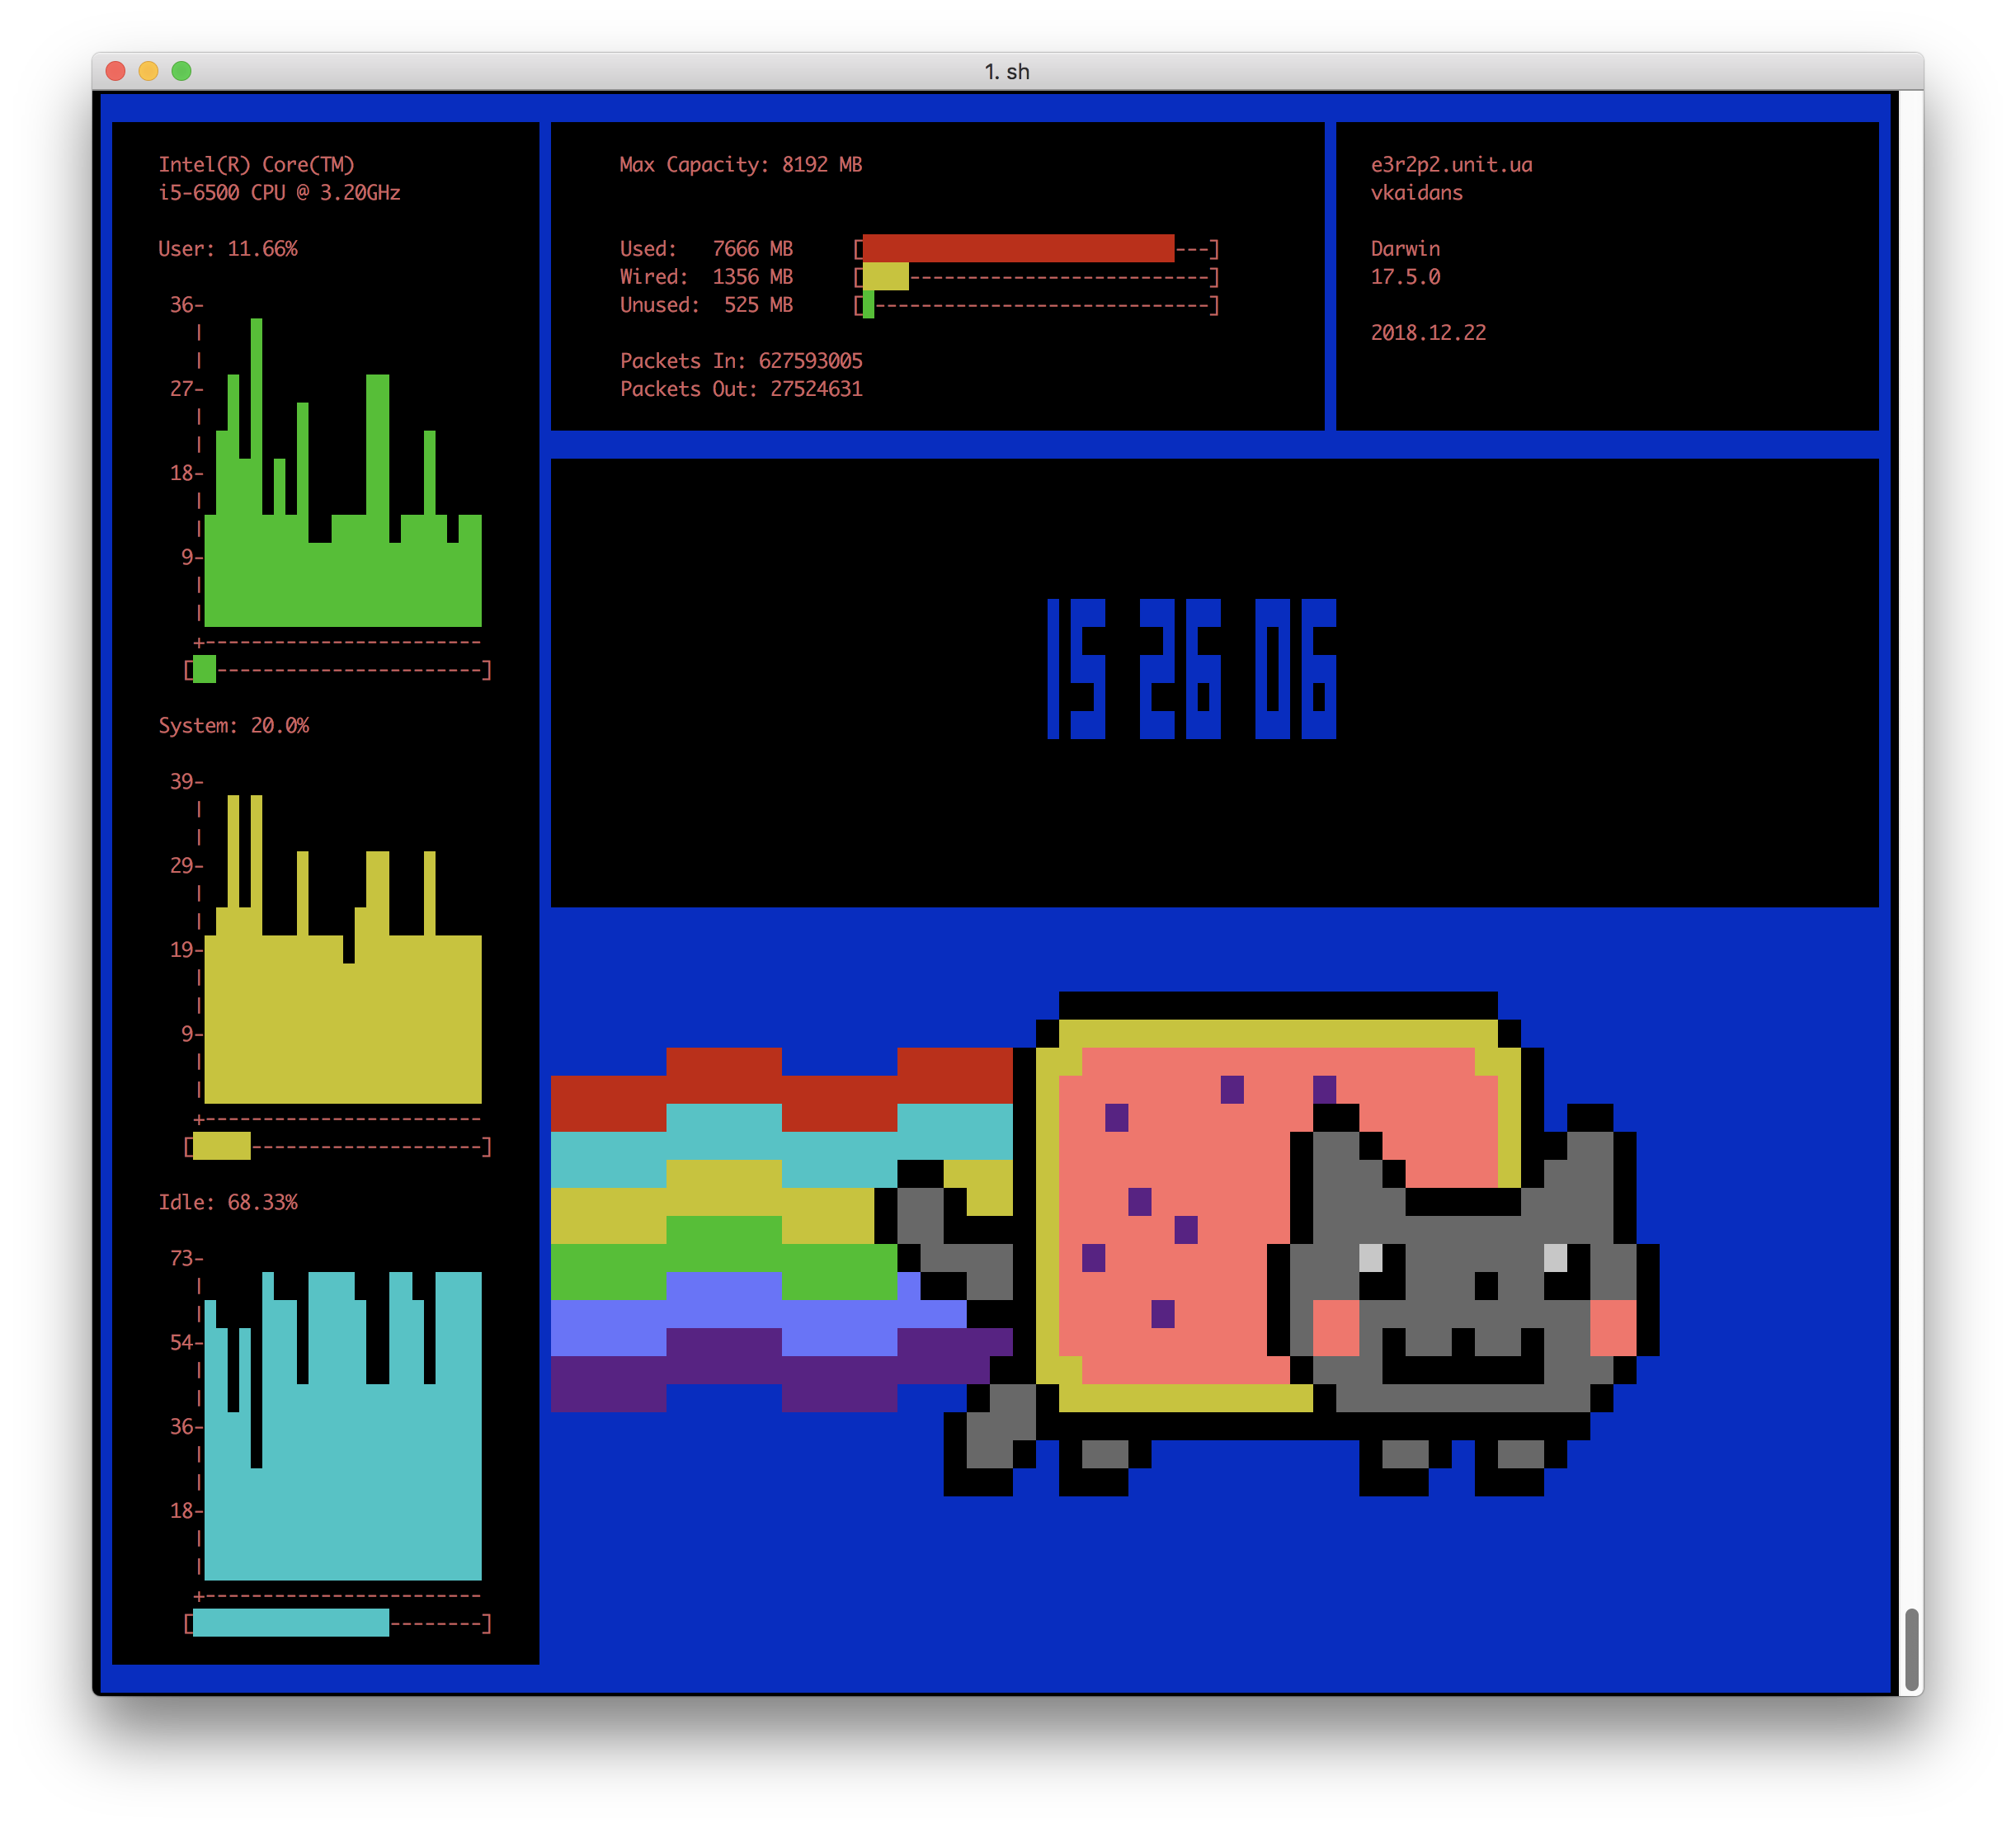 1. sh
Intel(R) Core(TM)
i5-6500 CPU @ 3.20GHz
User: 11.66%
36-
27-
18-
9-
System: 20.0%
39-
29-
19-
9-
Idle: 68.33%
73-
54-
36-
18-
Max Capacity: 8192 MB
Used: 7666 MB
Wired: 1356 MB
Unused: 525 MB
Packets In: 627593005
Packets Out: 27524631
e3r2p2.unit.ua
vkaidans
Darwin
17.5.0
2018.12.22
15 26 06